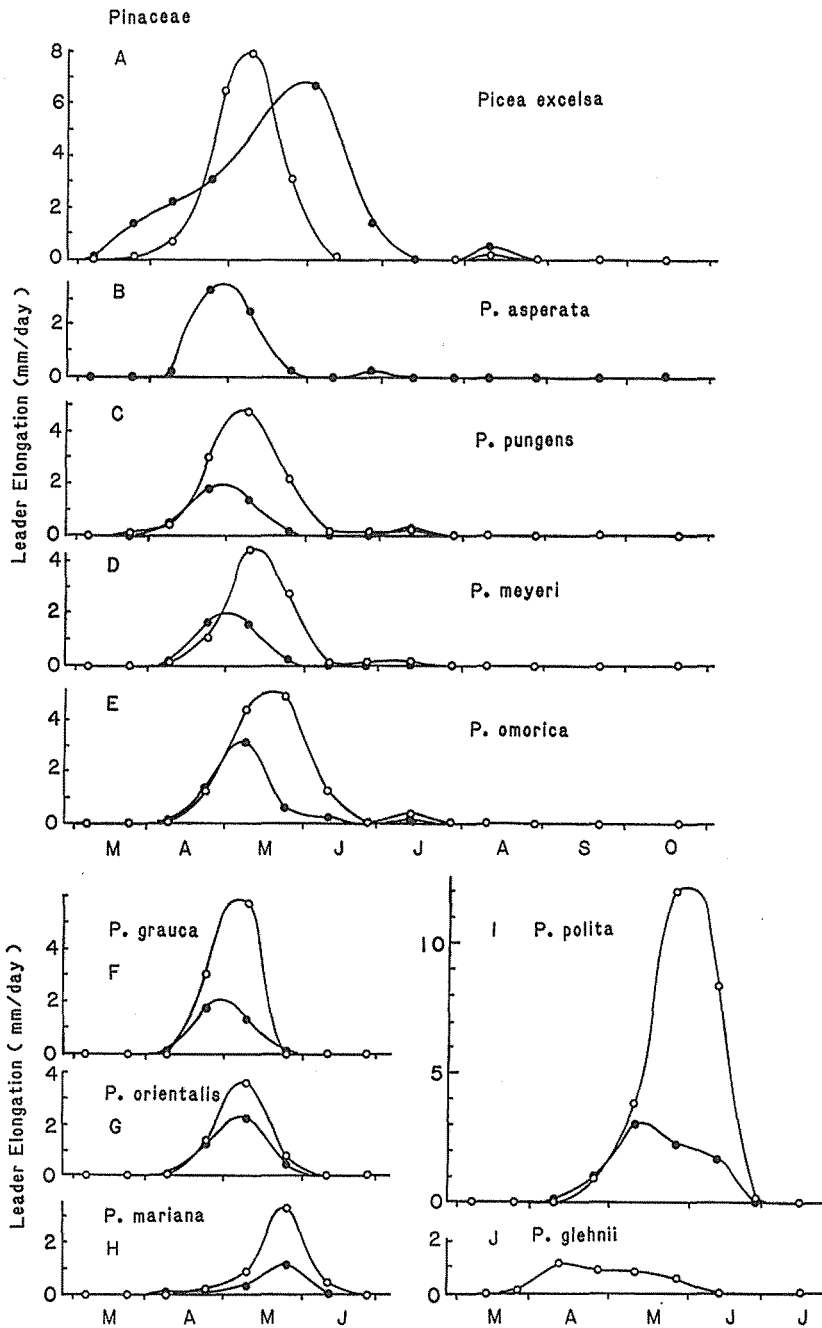 Pinaceae
A
Picea excelsa
8
6
4
2
0
B
P. asperata
2
0
C
P. pungens
4
2
0
D
P. meyeri
4
2
0
E
P. omorica
4
2
0
Leader Elongation (mm/day)
M A M J J A S O
P. grauca
F
4
2
0
P. orientalis
G
4
2
0
P. mariana
H
4
2
0
Leader Elongation (mm/day)
M A M J
I P. polita
10
5
0
J P. glehnii
2
1
0
M A M J J